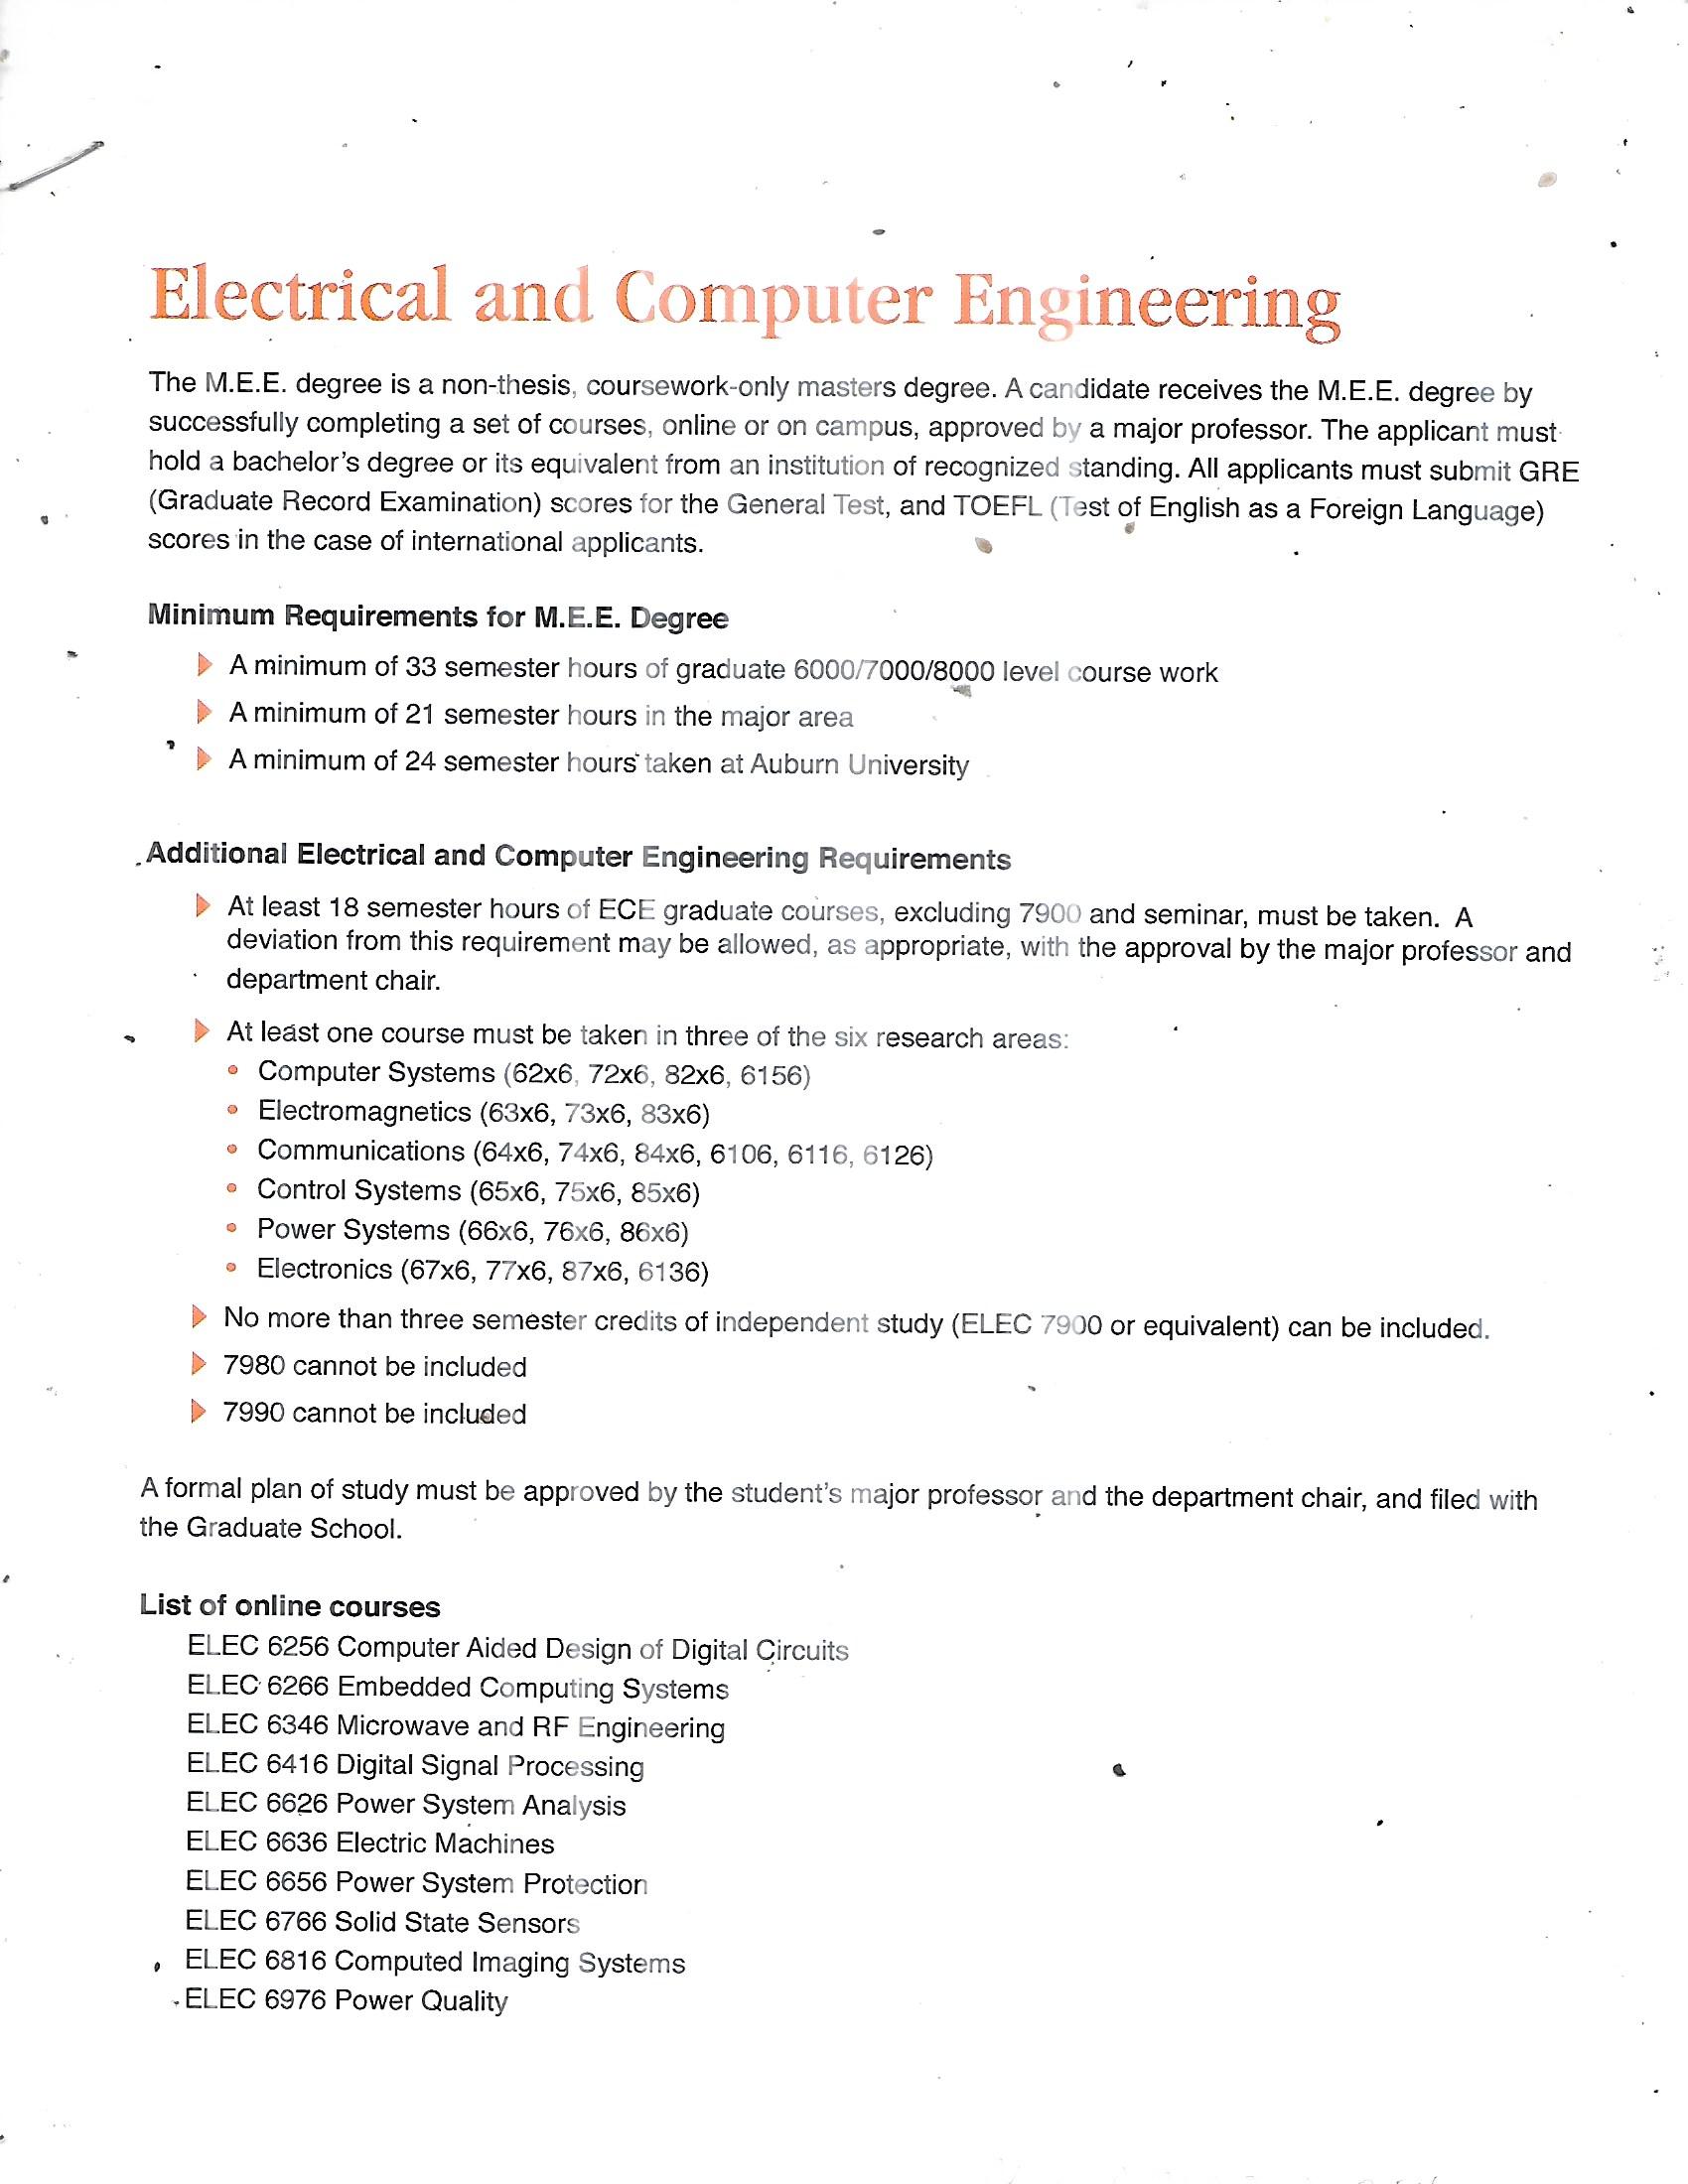 Electrical and Computer Engineering
The M.E.E. degree is a non-thesis, coursework-only masters degree. A candidate receives the M.E.E. degree by
successfully completing a set of courses, online or on campus, approved by a major professor. The applicant must
hold a bachelor's degree or its equivalent from an institution of recognized standing. All applicants must submit GRE
(Graduate Record Examination) scores for the General Test, and TOEFL (Test of English as a Foreign Language)
scores in the case of international applicants.
Minimum Requirements for M.E.E. Degree
A minimum of 33 semester hours of graduate 6000/7000/8000 level course work
A minimum of 21 semester hours in the major area
A minimum of 24 semester hours taken at Auburn University
Additional Electrical and Computer Engineering Requirements
At least 18 semester hours of ECE graduate courses, excluding 7900 and seminar, must be taken. A
deviation from this requirement may be allowed, as appropriate, with the approval by the major professor and
department chair.
At least one course must be taken in three of the six research areas:
• Computer Systems (62x6, 72x6, 82x6, 6156)
• Electromagnetics (63x6, 73x6, 83x6)
• Communications (64x6, 74x6, 84x6, 6106, 6116, 6126)
• Control Systems (65x6, 75x6, 85x6)
• Power Systems (66x6, 76x6, 86x6)
• Electronics (67x6, 77x6, 87x6, 6136)
No more than three semester credits of independent study (ELEC 7900 or equivalent) can be included.
7980 cannot be included
7990 cannot be included
A formal plan of study must be approved by the student's major professor and the department chair, and filed with
the Graduate School.
List of online courses
ELEC 6256 Computer Aided Design of Digital Circuits
ELEC 6266 Embedded Computing Systems
ELEC 6346 Microwave and RF Engineering
ELEC 6416 Digital Signal Processing
ELEC 6626 Power System Analysis
ELEC 6636 Electric Machines
ELEC 6656 Power System Protection
ELEC 6766 Solid State Sensors
ELEC 6816 Computed Imaging Systems
ELEC 6976 Power Quality